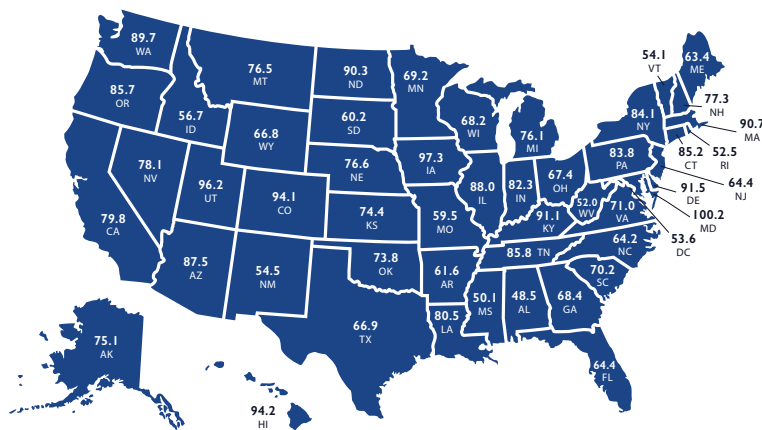 89.7
WA
85.7
OR
79.8
CA
78.1
NV
56.7
ID
76.5
MT
66.8
WY
96.2
UT
94.1
CO
87.5
AZ
54.5
NM
90.3
ND
60.2
SD
76.6
NE
74.4
KS
73.8
OK
66.9
TX
69.2
MN
97.3
IA
59.5
MO
61.6
AR
80.5
LA
68.2
WI
88.0
IL
76.1
MI
82.3
IN
67.4
OH
91.1
KY
85.8 TN
50.1
MS
48.5
AL
68.4
GA
64.4
FL
70.2
SC
64.2
NC
71.0
VA
52.0
WV
83.8
PA
84.1
NY
54.1
VT
63.4
ME
77.3
NH
90.7
MA
52.5
RI
85.2
CT
64.4
NJ
91.5
DE
100.2
MD
53.6
DC
75.1
AK
94.2
HI